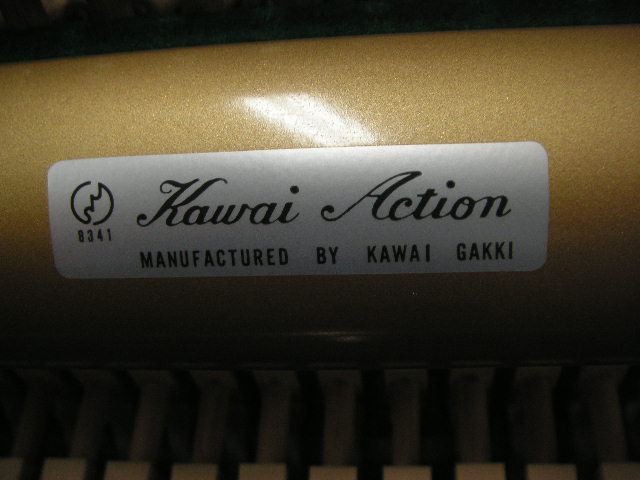 Kawai Action
8341
MANUFACTURED BY KAWAI GAKKI